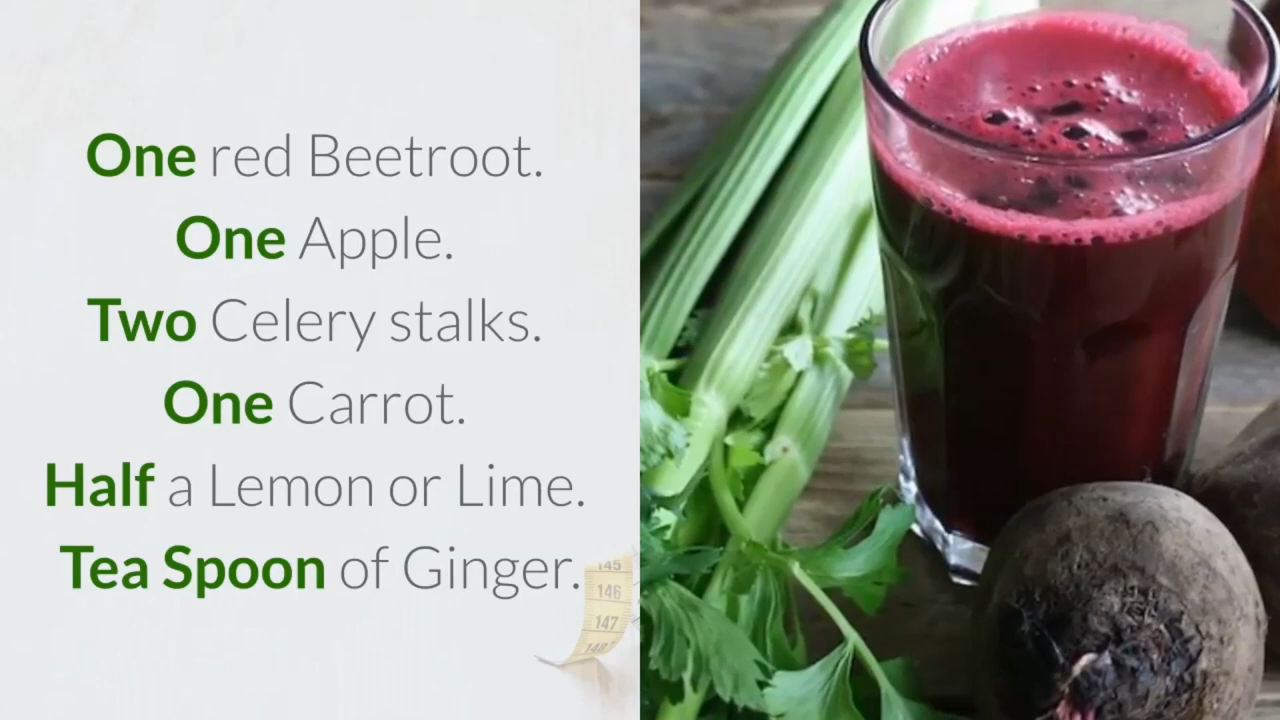 One red Beetroot.
One Apple.
Two Celery stalks.
One Carrot.
Half a Lemon or Lime.
Tea Spoon of Ginger.
145
146
147
148